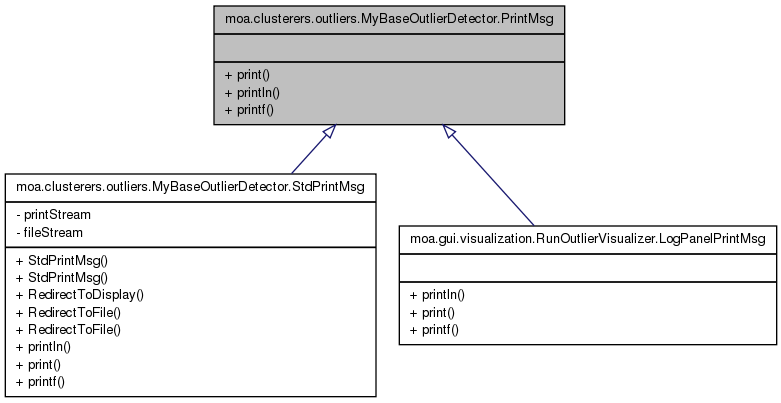 moa.clusterers.outliers.MyBaseOutlierDetector.PrintMsg
+ print()
+ println()
+ printf()
moa.clusterers.outliers.MyBaseOutlierDetector.StdPrintMsg
- printStream
- fileStream
+ StdPrintMsg()
+ StdPrintMsg()
+ RedirectToDisplay()
+ RedirectToFile()
+ RedirectToFile()
+ println()
+ print()
+ printf()
moa.gui.visualization.RunOutlierVisualizer.LogPanelPrintMsg
+ println()
+ print()
+ printf()